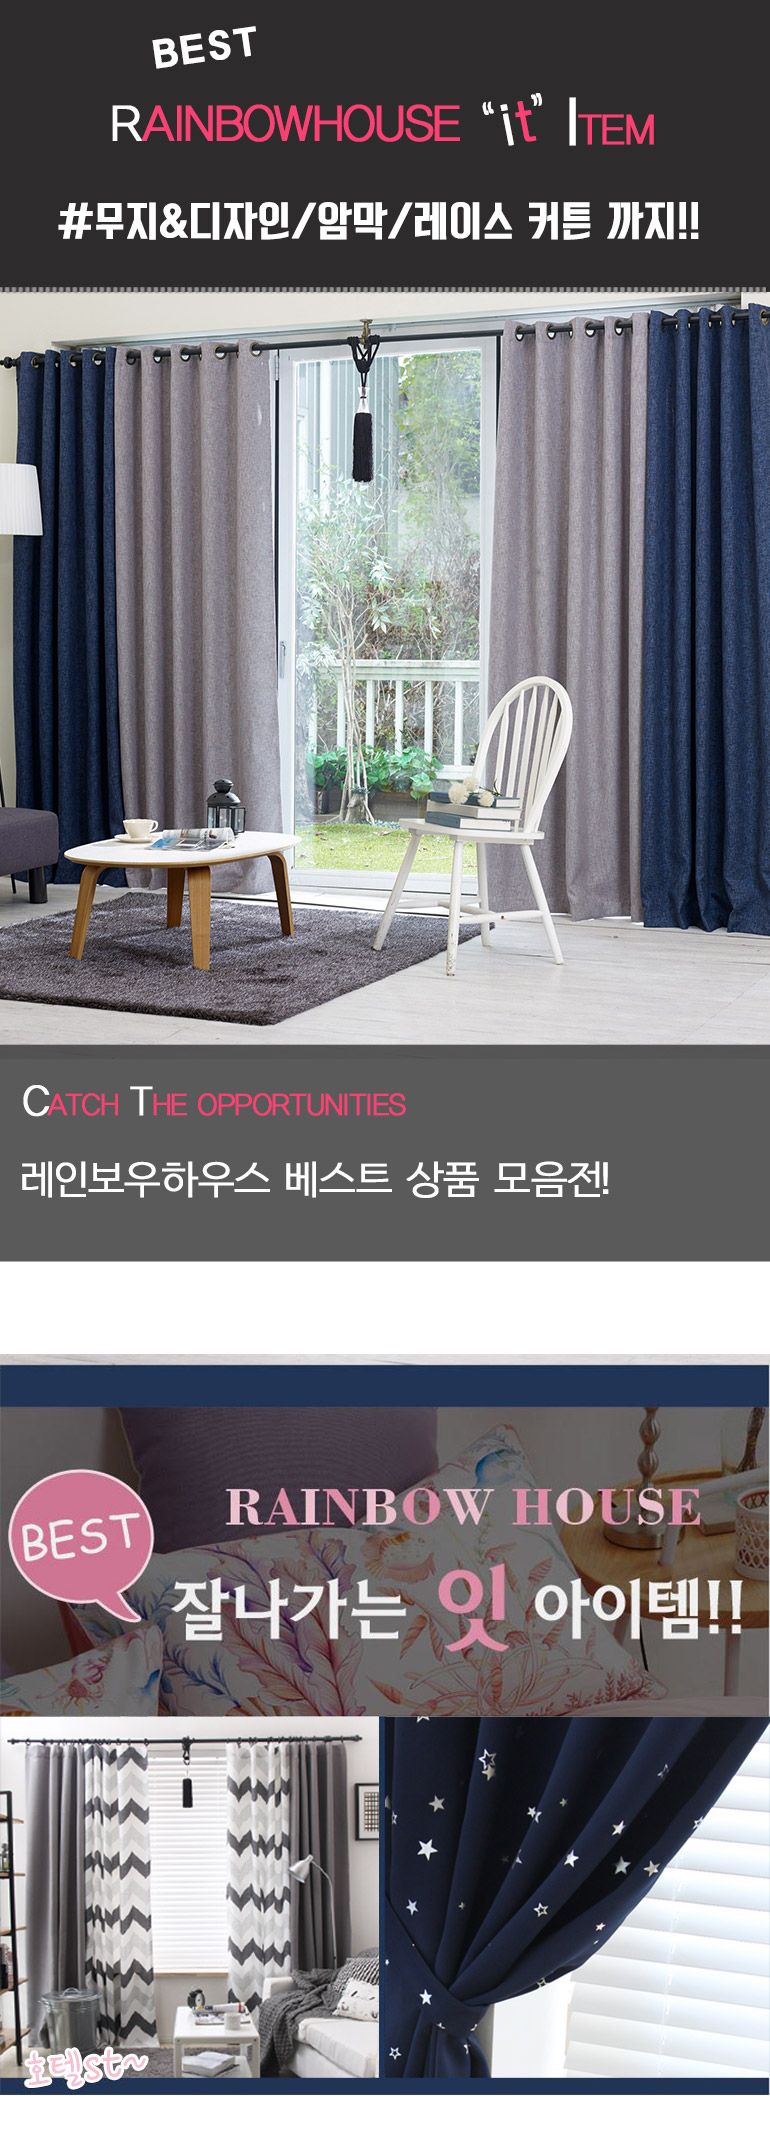 BEST
RAINBOWHOUSE "it" ITEM
#무지&디자인/암막/레이스 커튼 까지!!
CATCH THE OPPORTUNITIES
레인보우하우스 베스트 상품 모음전!
RAINBOW HOUSE
BEST
잘나가는 잇 아이템!!
호텔st~